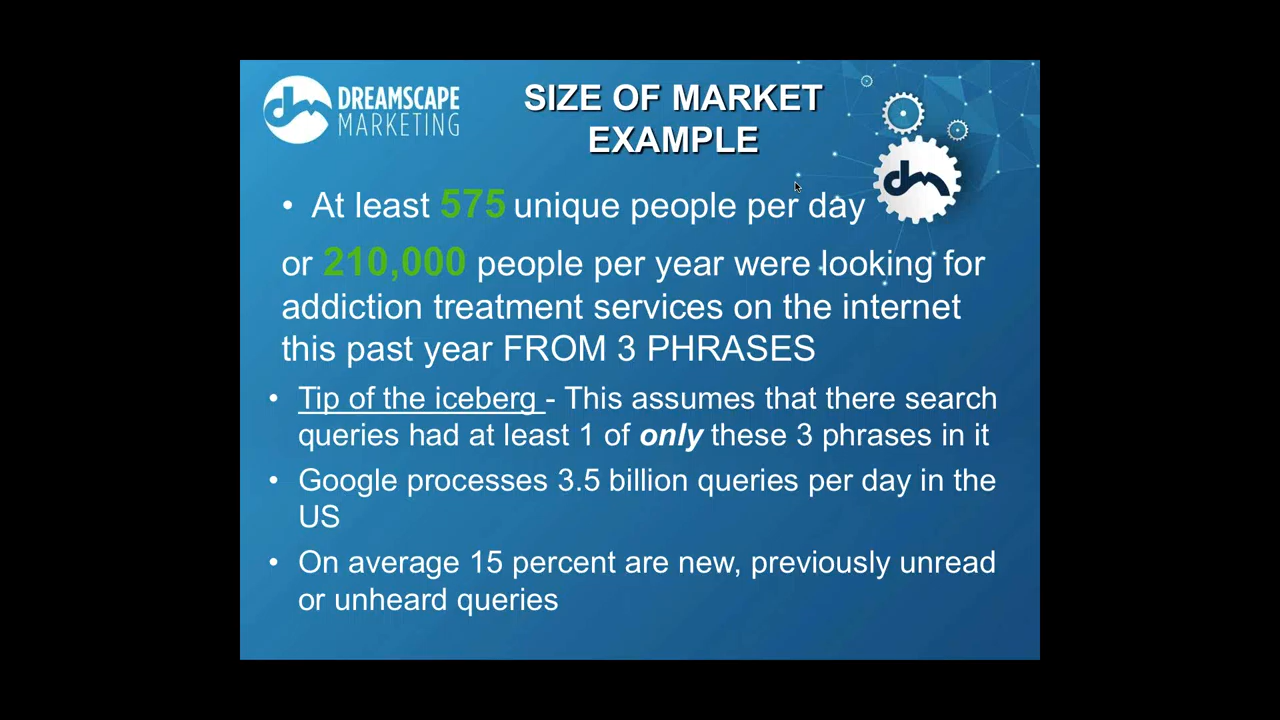 DREAMSCAPE
MARKETING
SIZE OF MARKET
EXAMPLE
dm
dm
• At least 575 unique people per day
or 210,000 people per year were looking for
addiction treatment services on the internet
this past year FROM 3 PHRASES
• Tip of the iceberg - This assumes that there search
queries had at least 1 of only these 3 phrases in it
• Google processes 3.5 billion queries per day in the
US
• On average 15 percent are new, previously unread
or unheard queries